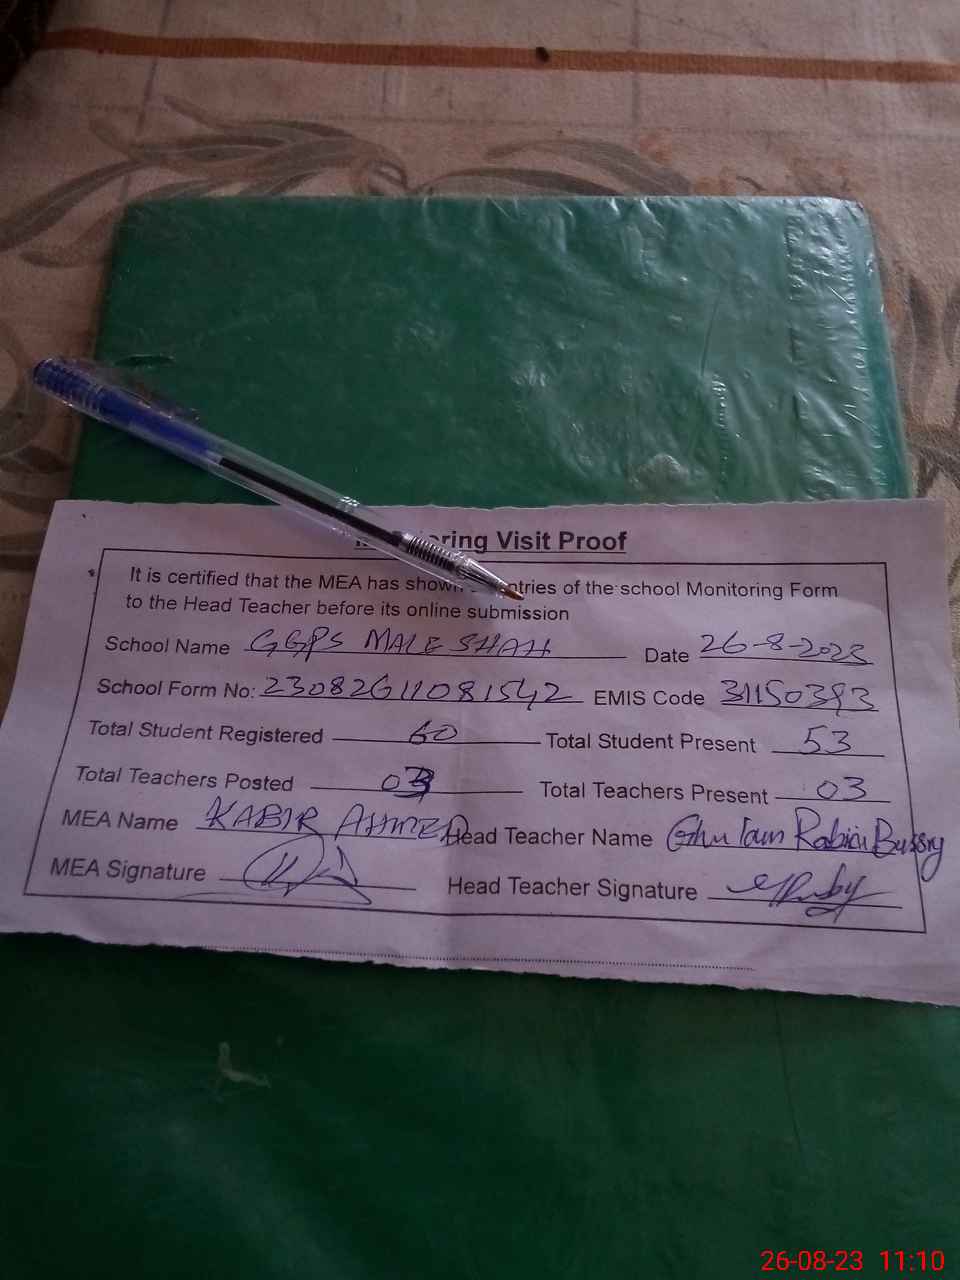 ring Visit Proof
It is certified that the MEA has shown entries of the school Monitoring Form
to the Head Teacher before its online submission
School Name GGPS MALE SHAH Date 26-8-2023
School Form No: 23082611081542 EMIS Code 31150393
Total Student Registered 60 Total Student Present 53
Total Teachers Posted 03 Total Teachers Present 03
MEA Name KABIR AHMED Head Teacher Name Ghulam Rabia Bussry
MEA Signature Head Teacher Signature
26-08-23 11:10